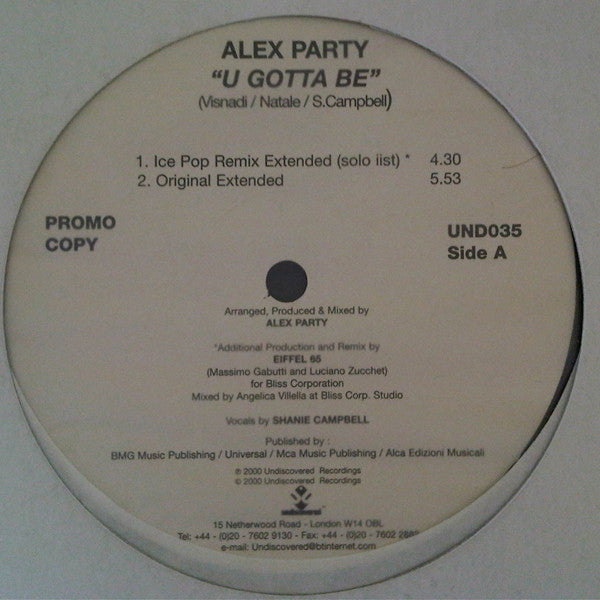 ALEX PARTY
"U GOTTA BE"
(Visnadi / Natale / S.Campbell)
1. Ice Pop Remix Extended (solo iist) * 4.30
2. Original Extended 5.53
PROMO
COPY
UND035
Side A
Arranged, Produced & Mixed by
ALEX PARTY
*Additional Production and Remix by
EIFFEL 65
(Massimo Gabutti and Luciano Zucchet)
for Bliss Corporation
Mixed by Angelica Villella at Bliss Corp. Studio
Vocals by SHANIE CAMPBELL
Published by :
BMG Music Publishing / Universal / Mca Music Publishing / Alca Edizioni Musicali
℗ 2000 Undiscovered Recordings
© 2000 Undiscovered Recordings
undiscovered
15 Netherwood Road - London W14 OBL
Tel: +44 - (0)20 - 7602 9130 - Fax: +44 - (0)20 - 7602
e-mail: Undiscovered@btinternet.com